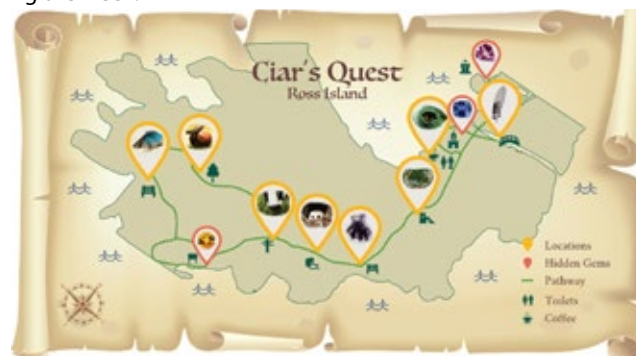 Ciar's Quest
Ross Island
Locations
Hidden Gems
Pathway
Toilets
Coffee